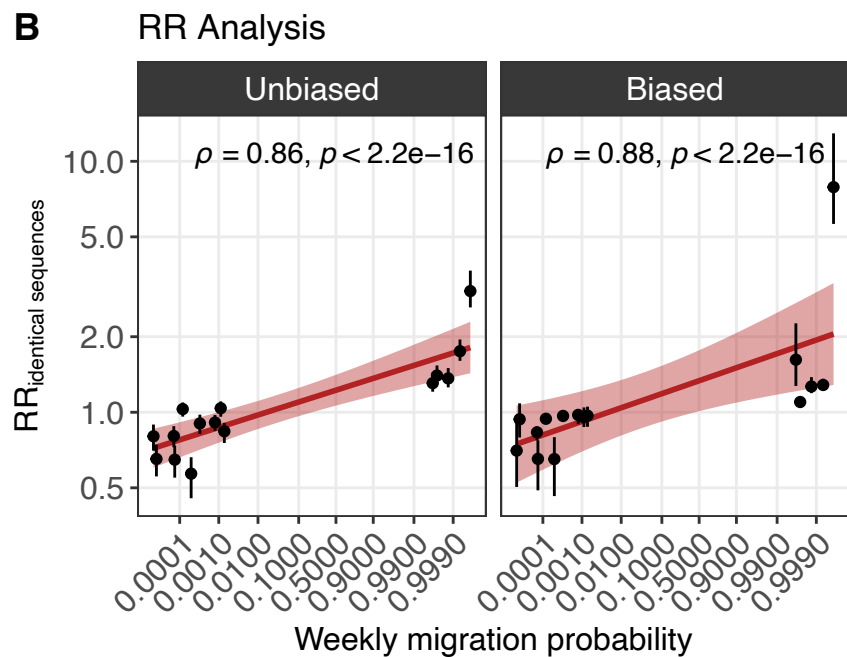 B RR Analysis
Unbiased Biased
ρ = 0.86, p < 2.2e−16 ρ = 0.88, p < 2.2e−16
10.0
5.0
2.0
1.0
0.5
RRidentical sequences
0.0001 0.0010 0.0100 0.1000 0.5000 0.9000 0.9900 0.9990 0.0001 0.0010 0.0100 0.1000 0.5000 0.9000 0.9900 0.9990
Weekly migration probability